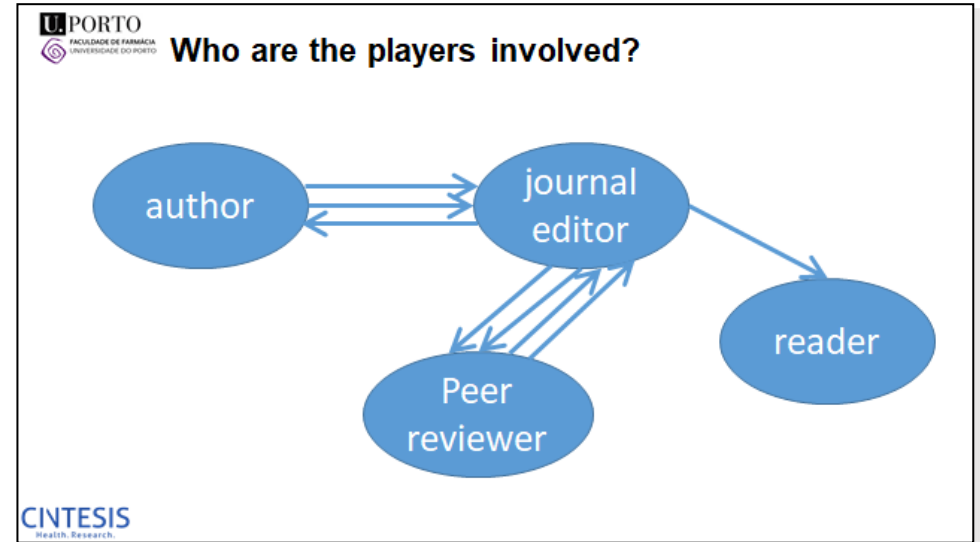 U. PORTO
FACULDADE DE FARMÁCIA
UNIVERSIDADE DO PORTO
Who are the players involved?
author
journal
editor
reader
Peer
reviewer
CINTESIS
Health. Research.